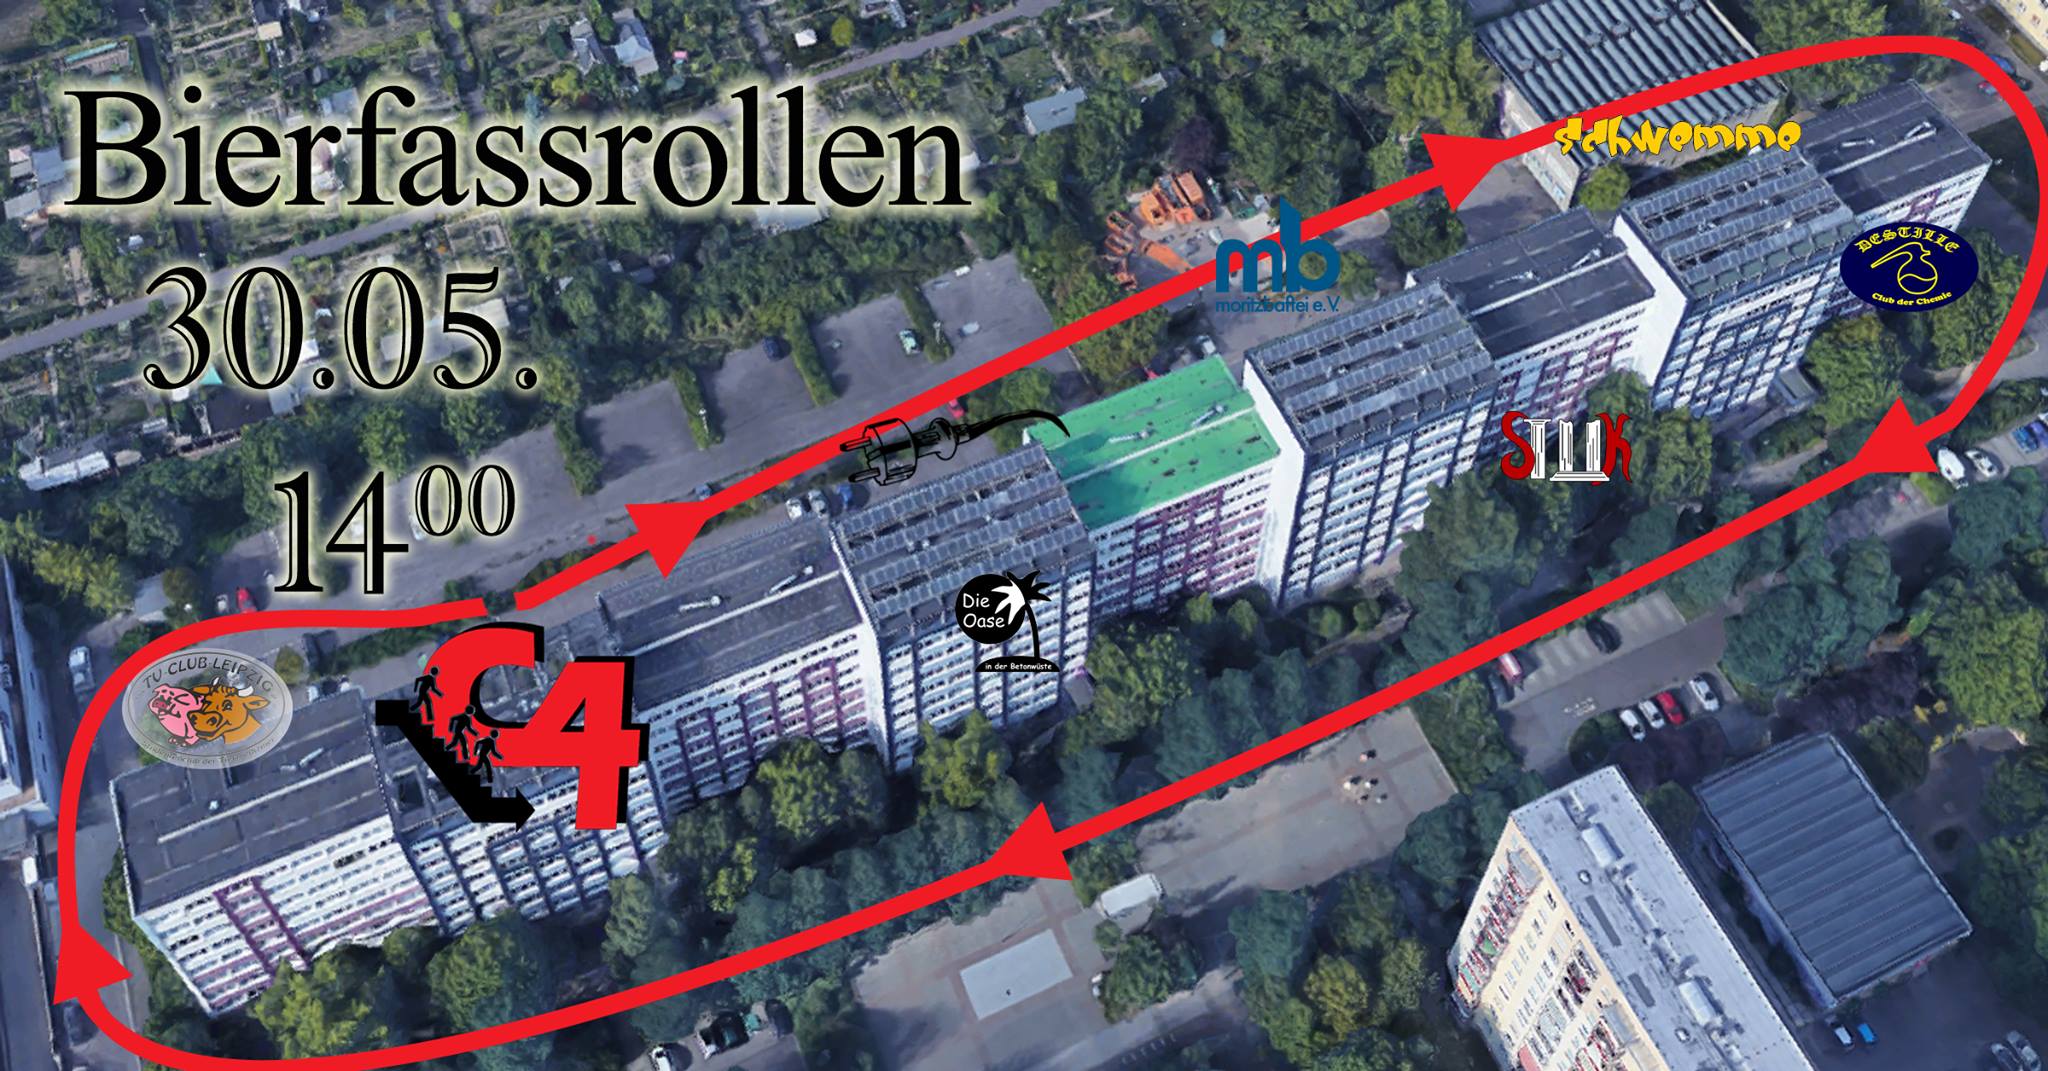 Bierfassrollen
30.05.
14⁰⁰
schwemme
mb
moritzbastei e.V.
DESTILLE
Club der Chemie
STUK
Die
Oase
in der Betonwüste
C4
TV-CLUB-LEIPZIG